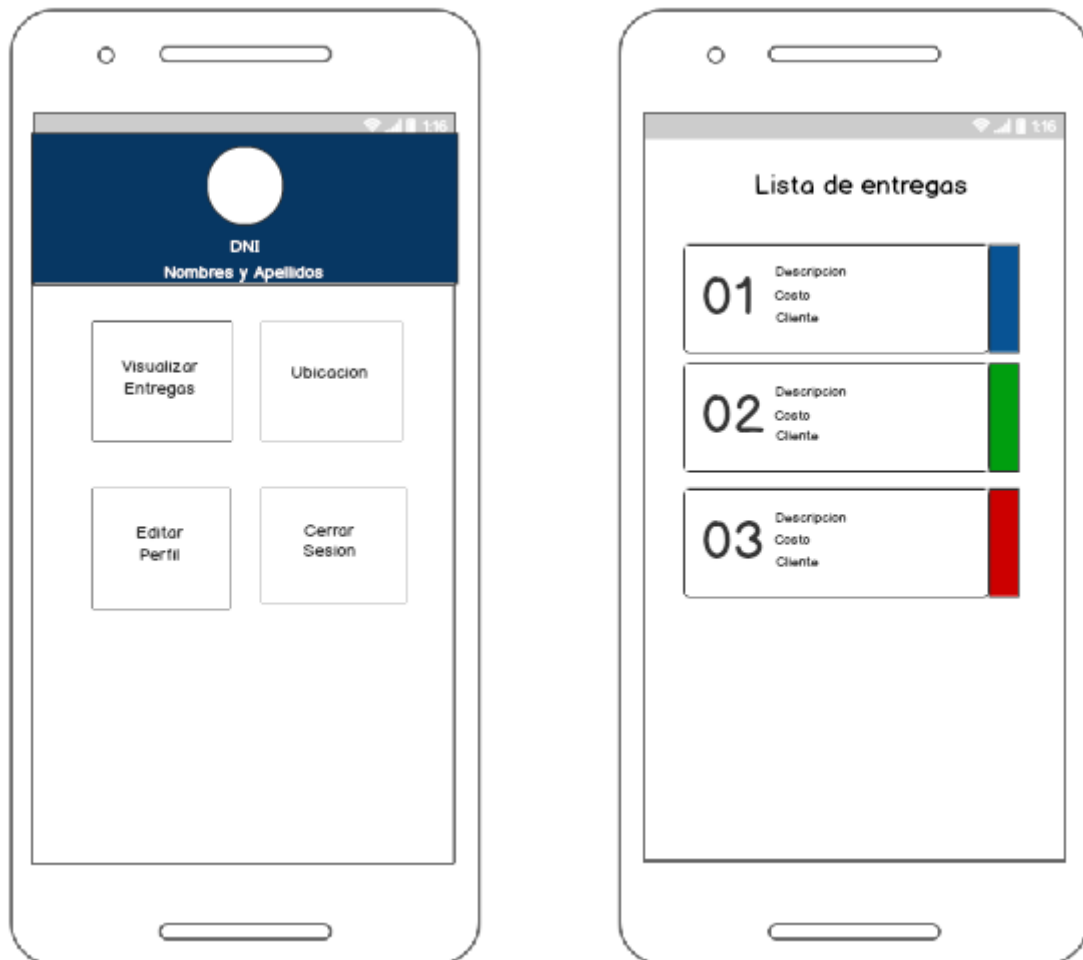 1:16
DNI
Nombres y Apellidos
Visualizar
Entregas
Ubicacion
Editar
Perfil
Cerrar
Sesion
1:16
Lista de entregas
01
Descripcion
Costo
Cliente
02
Descripcion
Costo
Cliente
03
Descripcion
Costo
Cliente